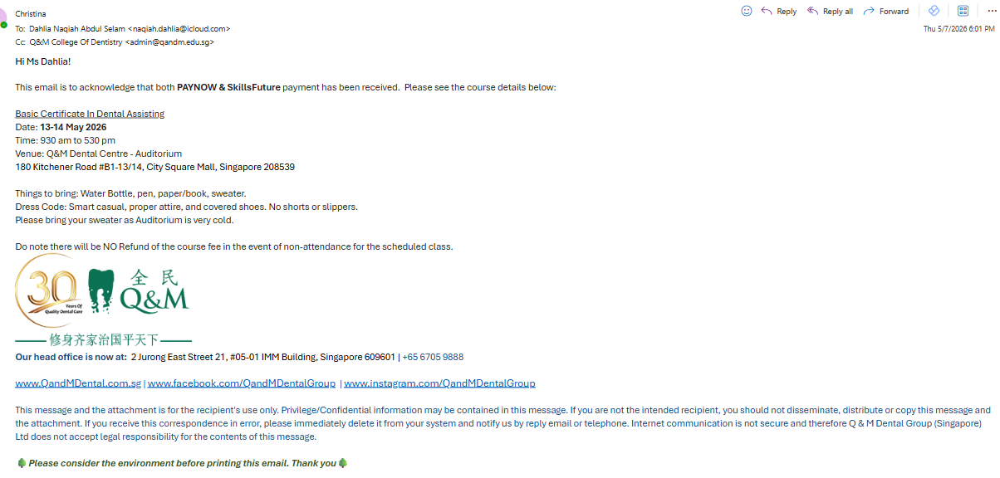 Christina
Reply Reply all Forward
To: Dahlia Naqiah Abdul Selam <naqiah.dahlia@icloud.com>
Thu 5/7/2026 6:01 PM
Cc: Q&M College Of Dentistry <admin@qandm.edu.sg>
Hi Ms Dahlia!
This email is to acknowledge that both PAYNOW & SkillsFuture payment has been received. Please see the course details below:
Basic Certificate In Dental Assisting
Date: 13-14 May 2026
Time: 930 am to 530 pm
Venue: Q&M Dental Centre - Auditorium
180 Kitchener Road #B1-13/14, City Square Mall, Singapore 208539
Things to bring: Water Bottle, pen, paper/book, sweater.
Dress Code: Smart casual, proper attire, and covered shoes. No shorts or slippers.
Please bring your sweater as Auditorium is very cold.
Do note there will be NO Refund of the course fee in the event of non-attendance for the scheduled class.
30
Years Of
Quality Dental Care
全民
Q&M
修身齐家治国平天下
Our head office is now at: 2 Jurong East Street 21, #05-01 IMM Building, Singapore 609601 | +65 6705 9888
www.QandMDental.com.sg | www.facebook.com/QandMDentalGroup | www.instagram.com/QandMDentalGroup
This message and the attachment is for the recipient's use only. Privilege/Confidential information may be contained in this message. If you are not the intended recipient, you should not disseminate, distribute or copy this message and
the attachment. If you receive this correspondence in error, please immediately delete it from your system and notify us by reply email or telephone. Internet communication is not secure and therefore Q & M Dental Group (Singapore)
Ltd does not accept legal responsibility for the contents of this message.
Please consider the environment before printing this email. Thank you